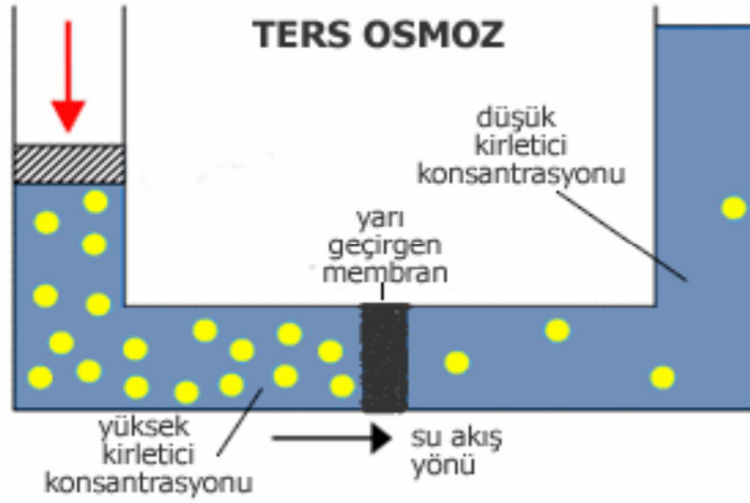 TERS OSMOZ
düşük
kirletici
konsantrasyonu
yarı
geçirgen
membran
yüksek
kirletici
konsantrasyonu
su akış
yönü